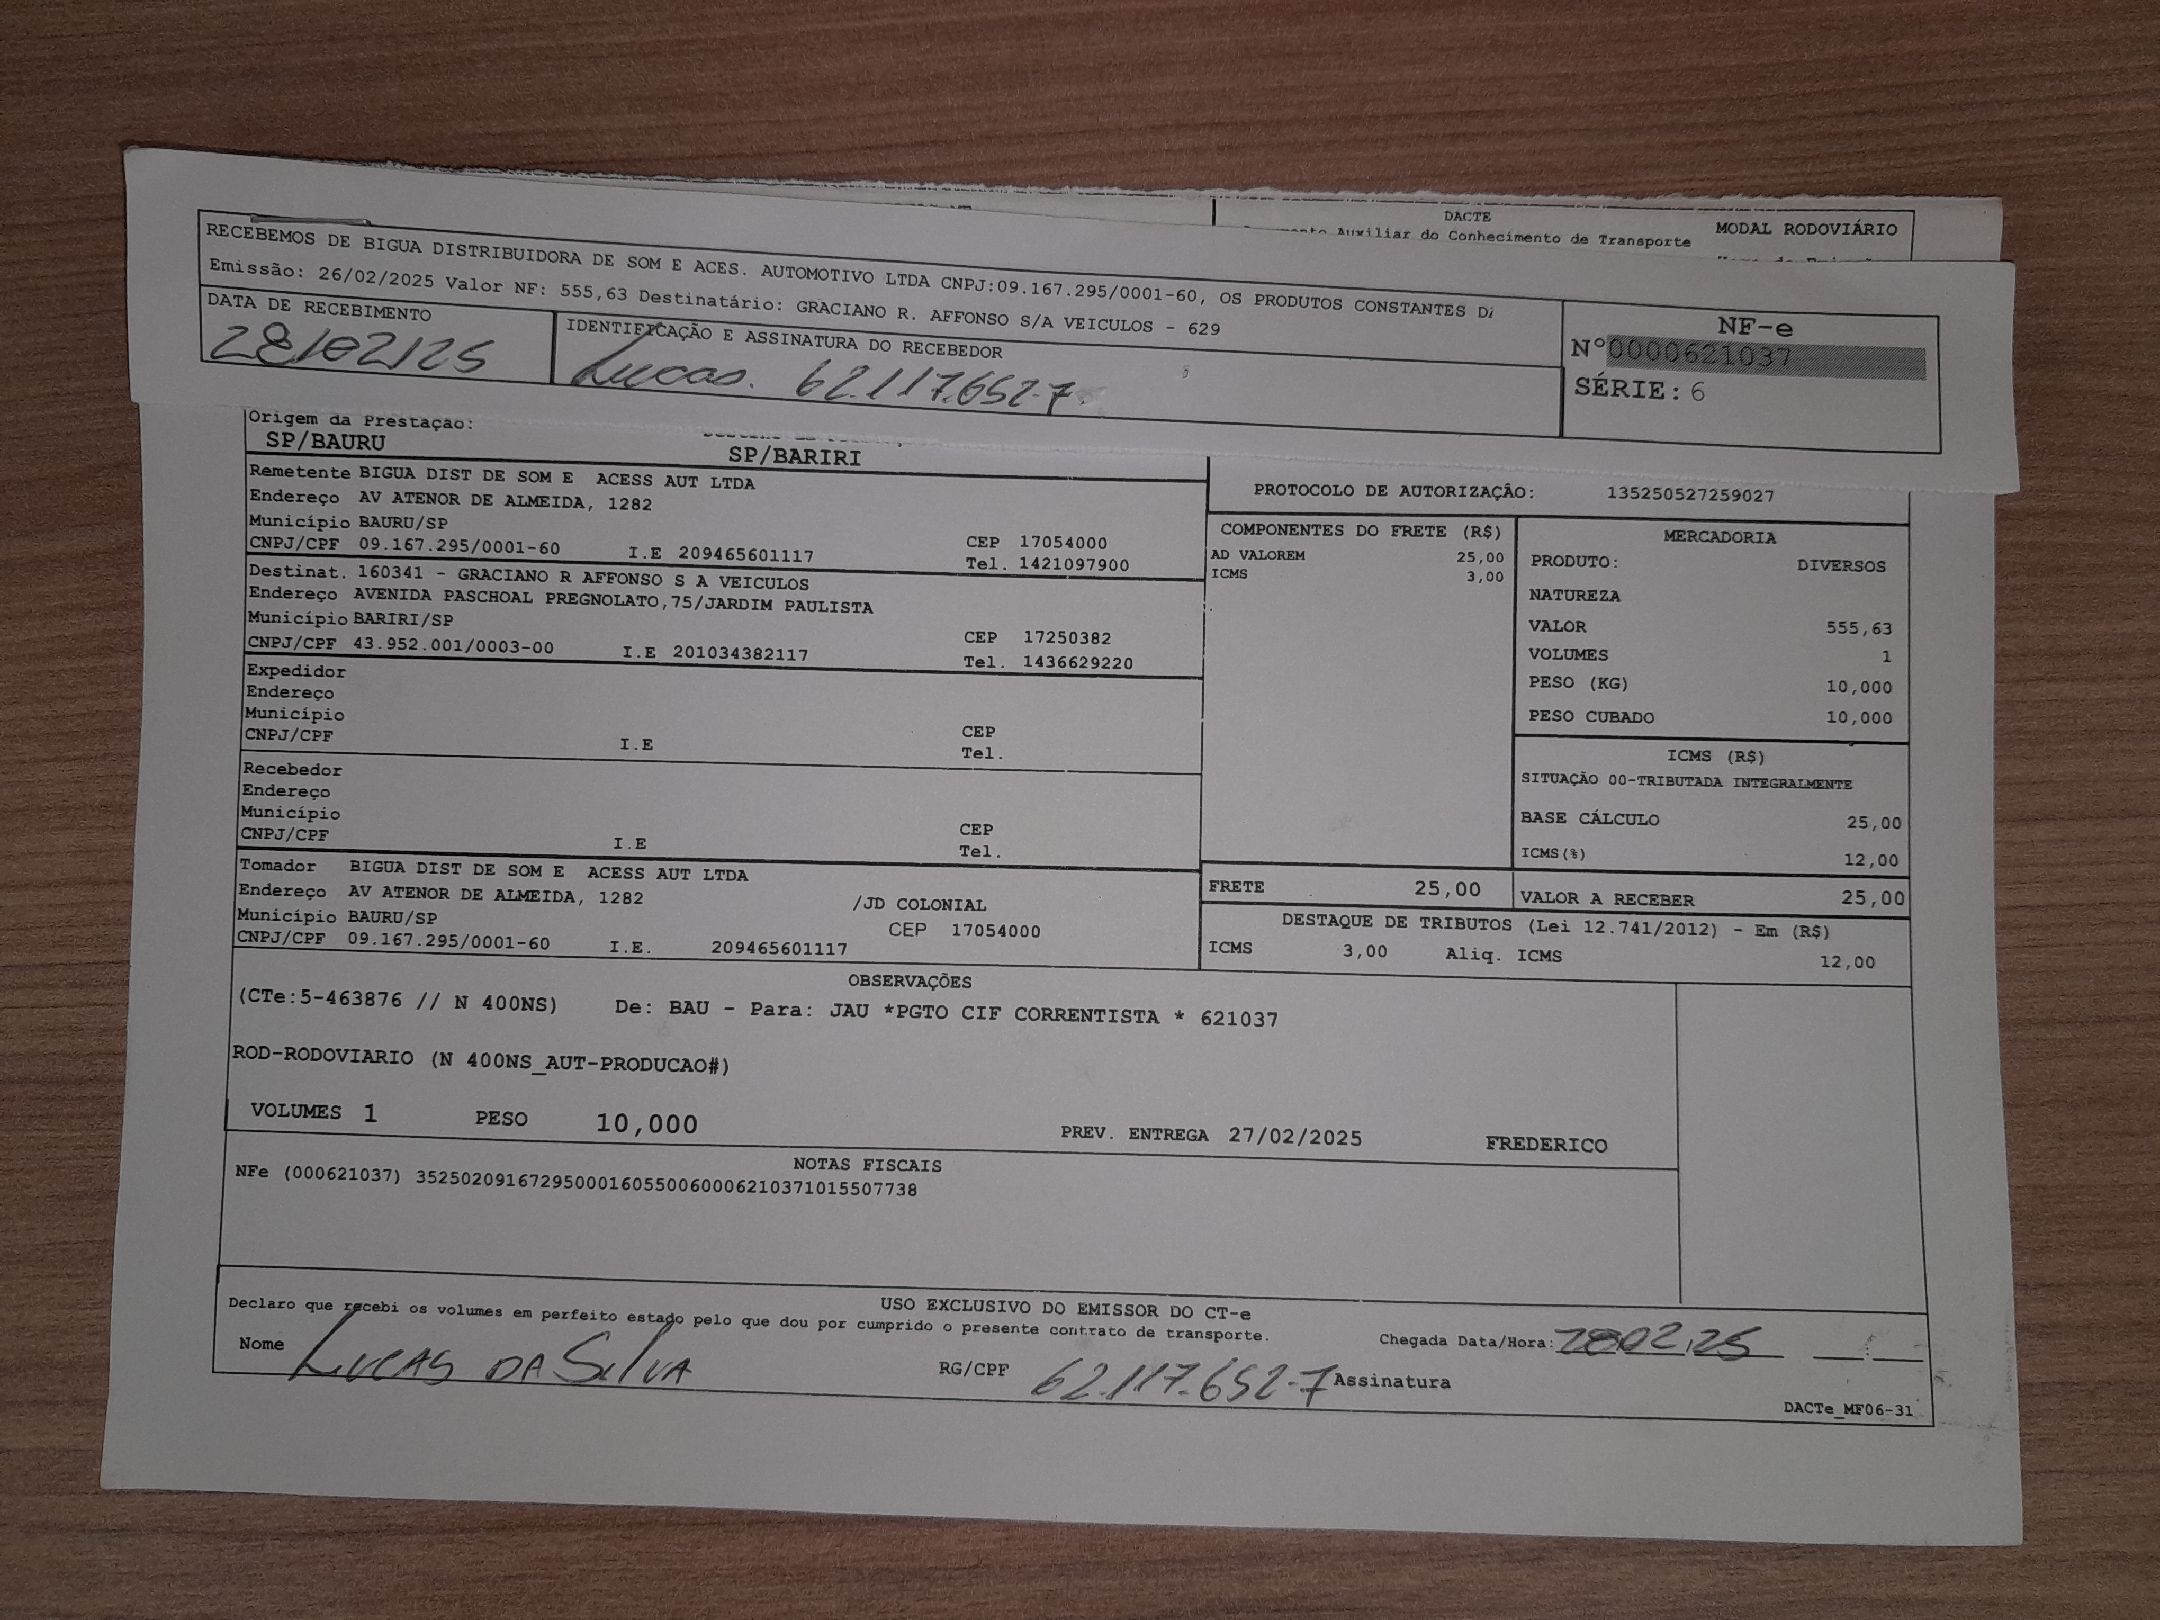 DACTE
Auxiliar do Conhecimento de Transporte
MODAL RODOVIÁRIO
RECEBEMOS DE BIGUA DISTRIBUIDORA DE SOM E ACES. AUTOMOTIVO LTDA CNPJ:09.167.295/0001-60, OS PRODUTOS CONSTANTES
Emissão: 26/02/2025 Valor NF: 555,63 Destinatário: GRACIANO R. AFFONSO S/A VEICULOS - 629
DATA DE RECEBIMENTO
28/02/25
IDENTIFICAÇÃO E ASSINATURA DO RECEBEDOR
Lucas. 62.117.652-7
NF-e
N°0000621037
SÉRIE: 6
Origem da Prestação:
SP/BAURU
SP/BARIRI
Remetente BIGUA DIST DE SOM E ACESS AUT LTDA
Endereço AV ATENOR DE ALMEIDA, 1282
Município BAURU/SP
CEP 17054000
CNPJ/CPF 09.167.295/0001-60 I.E 209465601117 Tel. 1421097900
Destinat. 160341 - GRACIANO R AFFONSO S A VEICULOS
Endereço AVENIDA PASCHOAL PREGNOLATO,75/JARDIM PAULISTA
Município BARIRI/SP
CEP 17250382
CNPJ/CPF 43.952.001/0003-00 I.E 201034382117 Tel. 1436629220
Expedidor
Endereço
Município
CEP
CNPJ/CPF I.E Tel.
Recebedor
Endereço
Município
CEP
CNPJ/CPF I.E Tel.
Tomador BIGUA DIST DE SOM E ACESS AUT LTDA
Endereço AV ATENOR DE ALMEIDA, 1282 /JD COLONIAL
Município BAURU/SP CEP 17054000
CNPJ/CPF 09.167.295/0001-60 I.E. 209465601117
PROTOCOLO DE AUTORIZAÇÃO: 135250527259027
COMPONENTES DO FRETE (R$)
AD VALOREM 25,00
ICMS 3,00
MERCADORIA
PRODUTO: DIVERSOS
NATUREZA
VALOR 555,63
VOLUMES 1
PESO (KG) 10,000
PESO CUBADO 10,000
ICMS (R$)
SITUAÇÃO 00-TRIBUTADA INTEGRALMENTE
BASE CÁLCULO 25,00
ICMS(%) 12,00
FRETE 25,00
VALOR A RECEBER 25,00
DESTAQUE DE TRIBUTOS (Lei 12.741/2012) - Em (R$)
ICMS 3,00 Aliq. ICMS 12,00
OBSERVAÇÕES
(CTe:5-463876 // N 400NS) De: BAU - Para: JAU *PGTO CIF CORRENTISTA * 621037
ROD-RODOVIARIO (N 400NS_AUT-PRODUCAO#)
VOLUMES 1 PESO 10,000 PREV. ENTREGA 27/02/2025 FREDERICO
NOTAS FISCAIS
NFe (000621037) 35250209167295000160550060006210371015507738
USO EXCLUSIVO DO EMISSOR DO CT-e
Declaro que recebi os volumes em perfeito estado pelo que dou por cumprido o presente contrato de transporte.
Chegada Data/Hora: 28.02.25
Nome LUCAS DA SILVA RG/CPF 62.117.652-7 Assinatura
DACTe_MF06-31